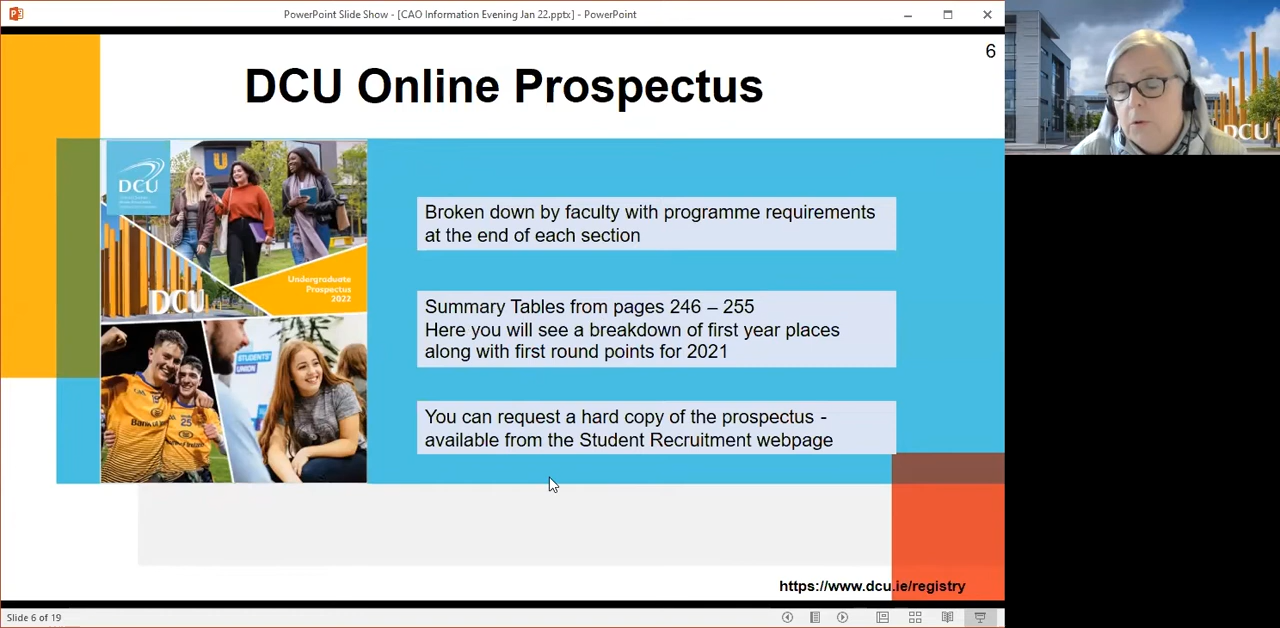 PowerPoint Slide Show - [CAO Information Evening Jan 22.pptx] - PowerPoint
6
DCU Online Prospectus
DCU
U
Undergraduate
Prospectus
2022
DCU
STUDENTS'
UNION
25
Broken down by faculty with programme requirements
at the end of each section
Summary Tables from pages 246 – 255
Here you will see a breakdown of first year places
along with first round points for 2021
You can request a hard copy of the prospectus -
available from the Student Recruitment webpage
https://www.dcu.ie/registry
Slide 6 of 19
DCU